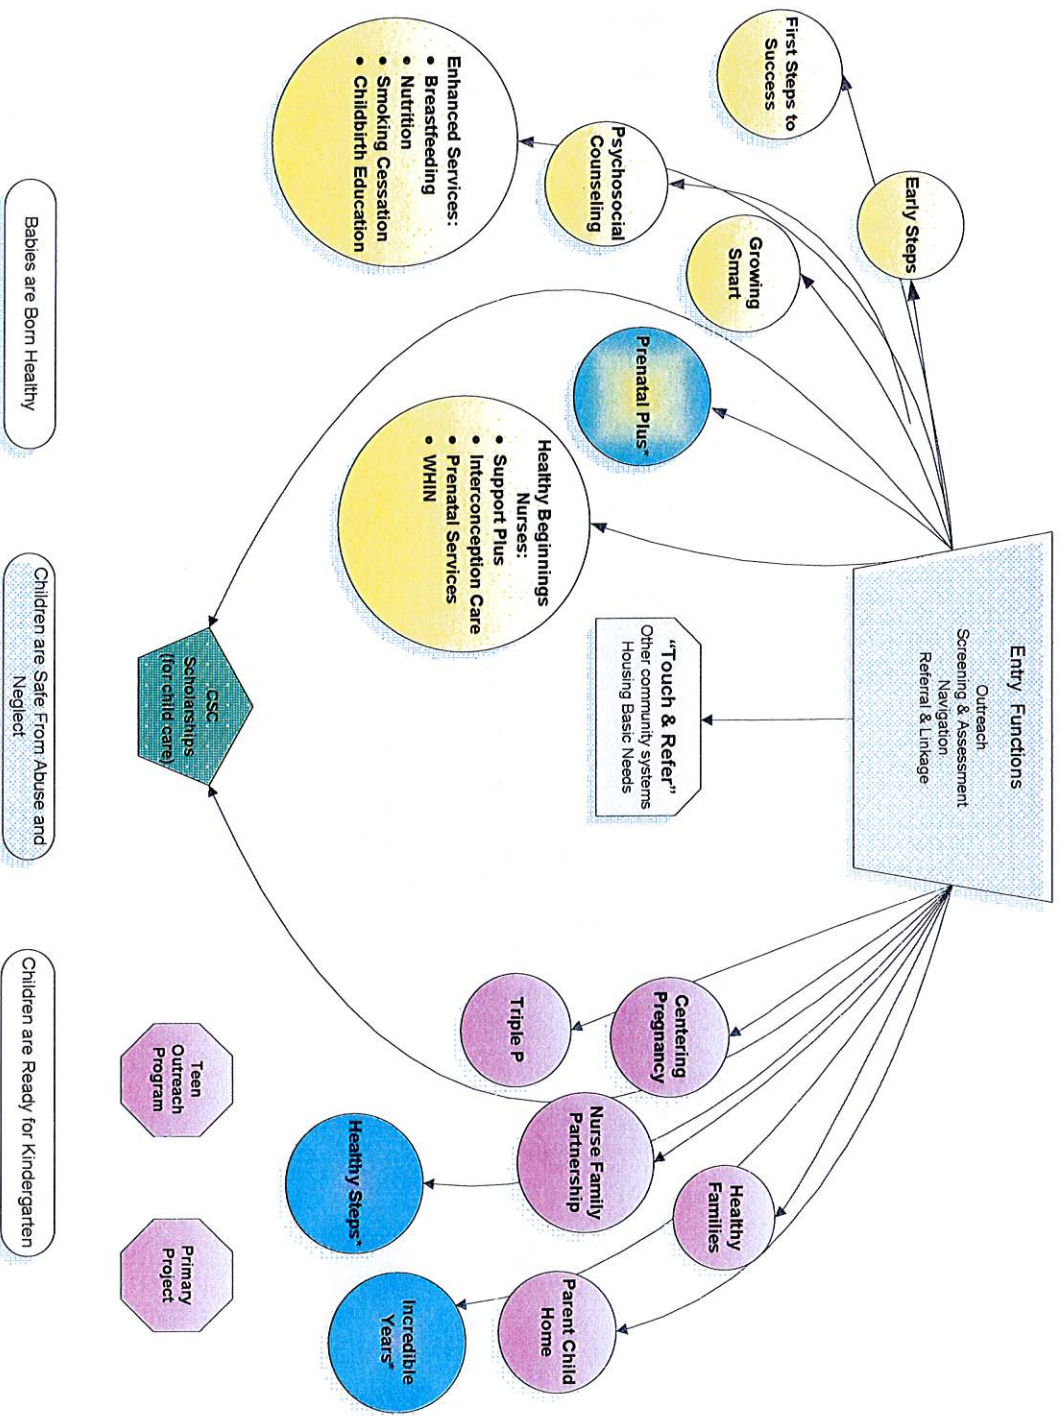 Entry Functions
Outreach
Screening & Assessment
Navigation
Referral & Linkage
First Steps to
Success
Early Steps
Psychosocial
Counseling
Growing
Smart
Enhanced Services:
• Breastfeeding
• Nutrition
• Smoking Cessation
• Childbirth Education
Prenatal Plus*
Healthy Beginnings
Nurses:
• Support Plus
• Interconception Care
• Prenatal Services
• WHIN
"Touch & Refer"
Other community systems
Housing Basic Needs
Centering
Pregnancy
Triple P
Nurse Family
Partnership
Healthy
Families
Parent Child
Home
Healthy Steps*
Incredible
Years*
CSC
Scholarships
(for child care)
Teen
Outreach
Program
Primary
Project
Babies are Born Healthy
Children are Safe From Abuse and
Neglect
Children are Ready for Kindergarten